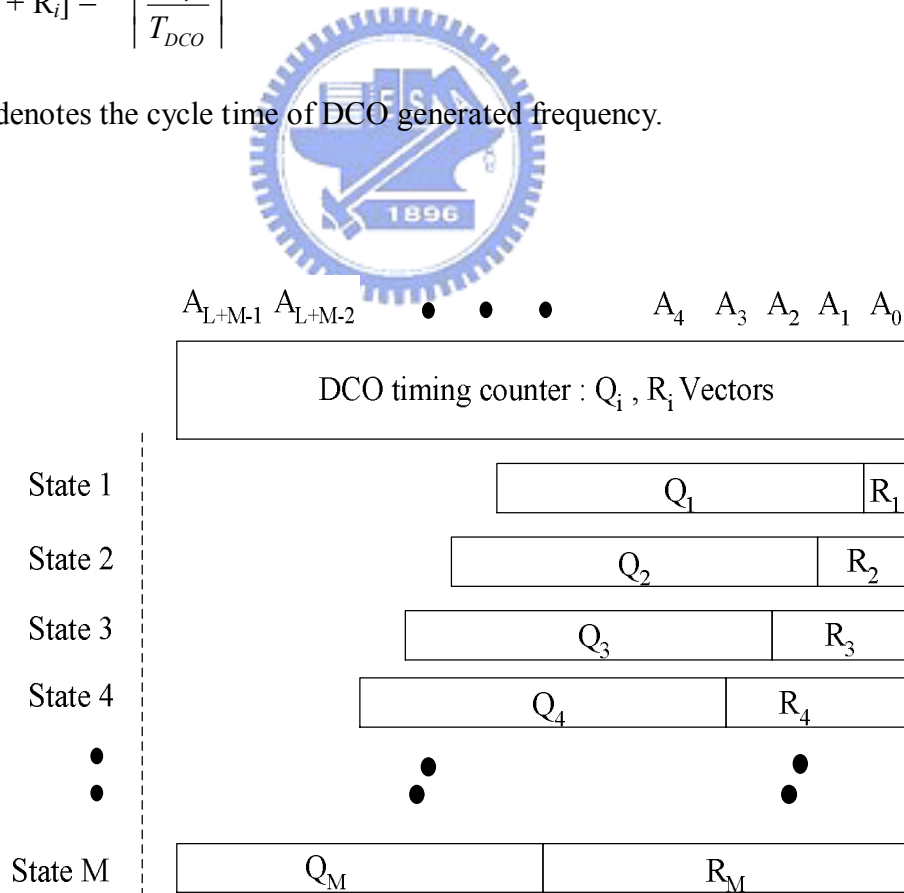 + R_i] =
T_DCO
denotes the cycle time of DCO generated frequency.
ES
1896
A_L+M-1 A_L+M-2 • • • A_4 A_3 A_2 A_1 A_0
DCO timing counter : Q_i , R_i Vectors
State 1 Q_1 R_1
State 2 Q_2 R_2
State 3 Q_3 R_3
State 4 Q_4 R_4
State M Q_M R_M